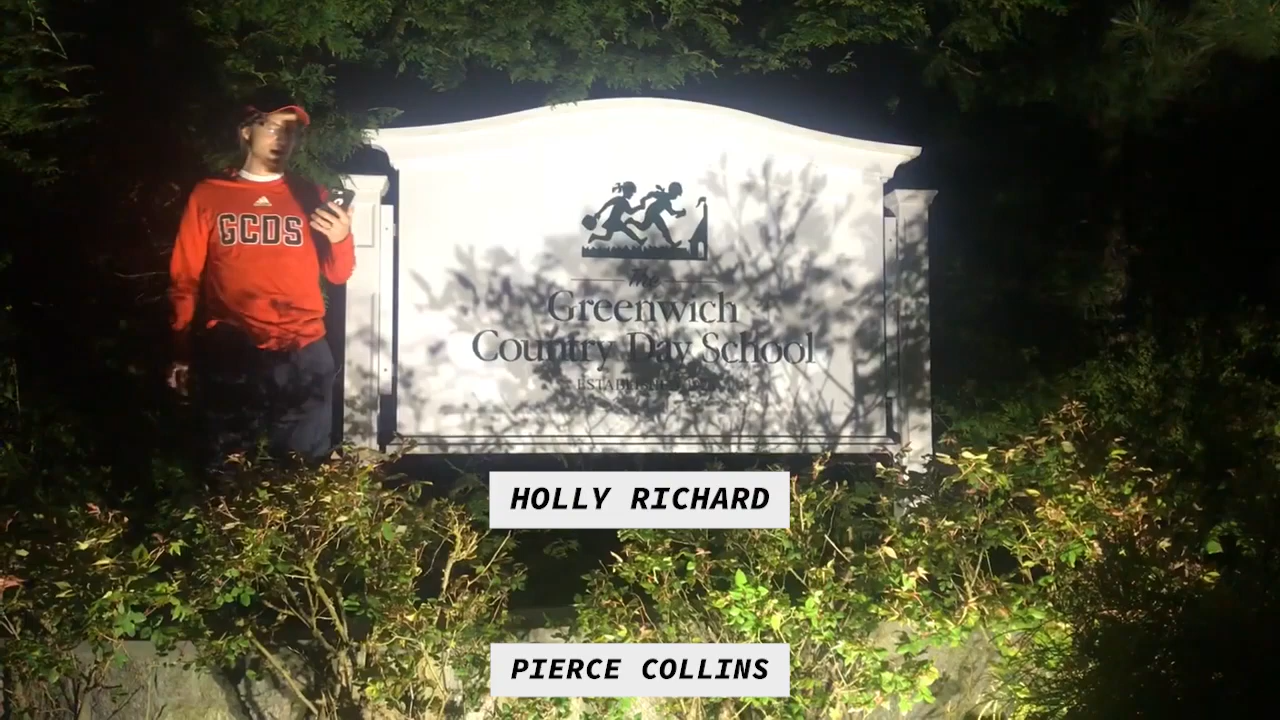 GCDS
The
Greenwich
Country Day School
HOLLY RICHARD
PIERCE COLLINS